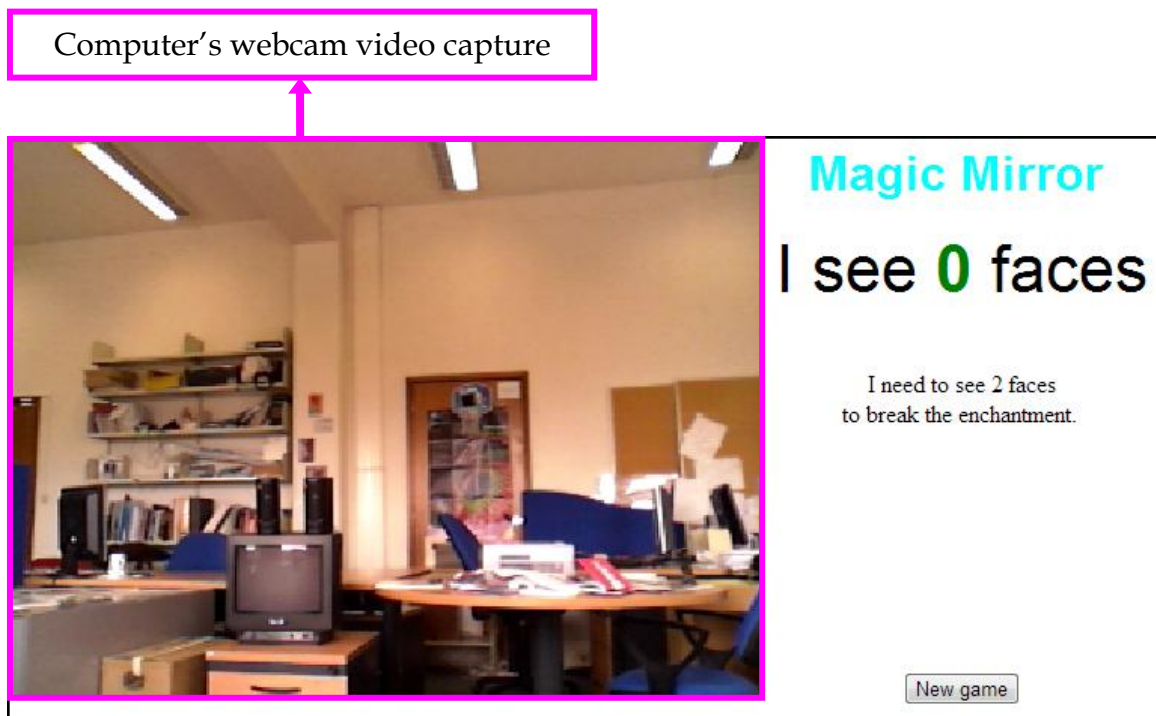 Computer’s webcam video capture
Magic Mirror
I see 0 faces
I need to see 2 faces
to break the enchantment.
New game